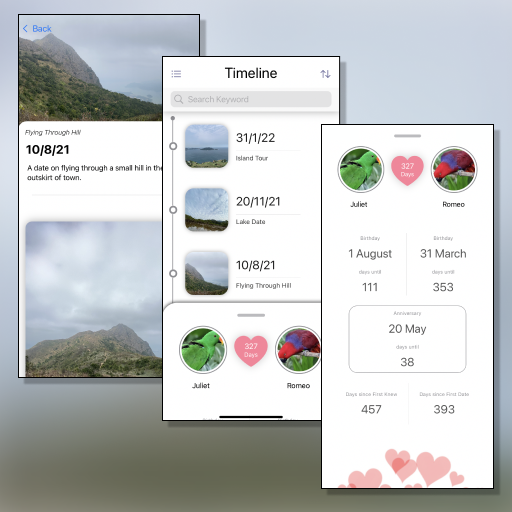 Back
Flying Through Hill
10/8/21
A date on flying through a small hill in the
outskirt of town.
Timeline
Search Keyword
31/1/22
Island Tour
20/11/21
Lake Date
10/8/21
Flying Through Hill
327
Days
Juliet
Romeo
327
Days
Juliet
Romeo
Birthday
Birthday
1 August
31 March
days until
days until
111
353
Anniversary
20 May
days until
38
Days since First Knew
Days since First Date
457
393